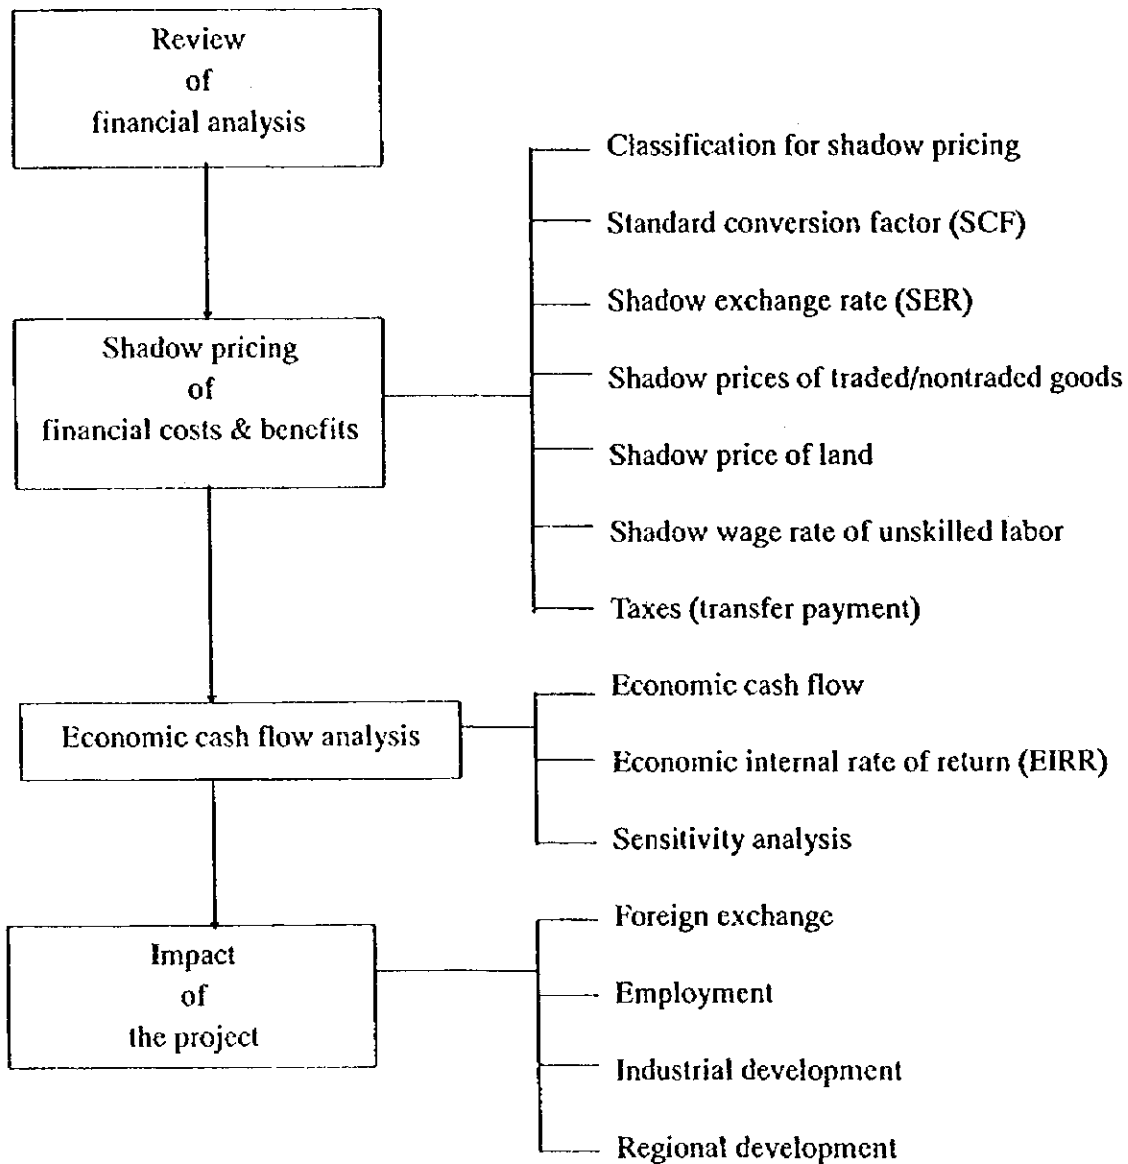 Review
of
financial analysis
Shadow pricing
of
financial costs & benefits
Classification for shadow pricing
Standard conversion factor (SCF)
Shadow exchange rate (SER)
Shadow prices of traded/nontraded goods
Shadow price of land
Shadow wage rate of unskilled labor
Taxes (transfer payment)
Economic cash flow analysis
Economic cash flow
Economic internal rate of return (EIRR)
Sensitivity analysis
Impact
of
the project
Foreign exchange
Employment
Industrial development
Regional development